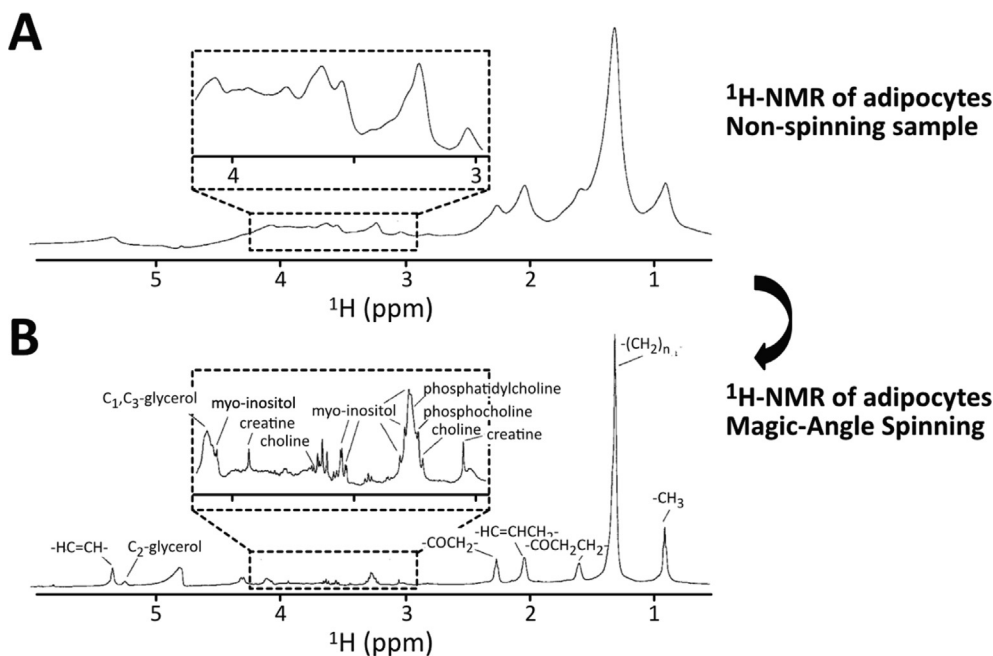 A
¹H-NMR of adipocytes
Non-spinning sample
4
3
5
4
3
2
1
¹H (ppm)
B
¹H-NMR of adipocytes
Magic-Angle Spinning
C₁,C₃-glycerol
myo-inositol
creatine
choline
myo-inositol
phosphatidylcholine
phosphocholine
choline
creatine
-(CH₂)ₙ-
-CH₃
-HC=CH-
C₂-glycerol
-COCH₂-
-HC=CHCH₂-
-COCH₂CH₂-
5
4
3
2
1
¹H (ppm)